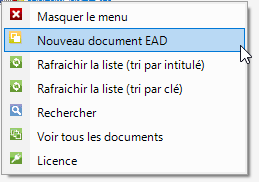 Masquer le menu
Nouveau document EAD
Rafraichir la liste (tri par intitulé)
Rafraichir la liste (tri par clé)
Rechercher
Voir tous les documents
Licence